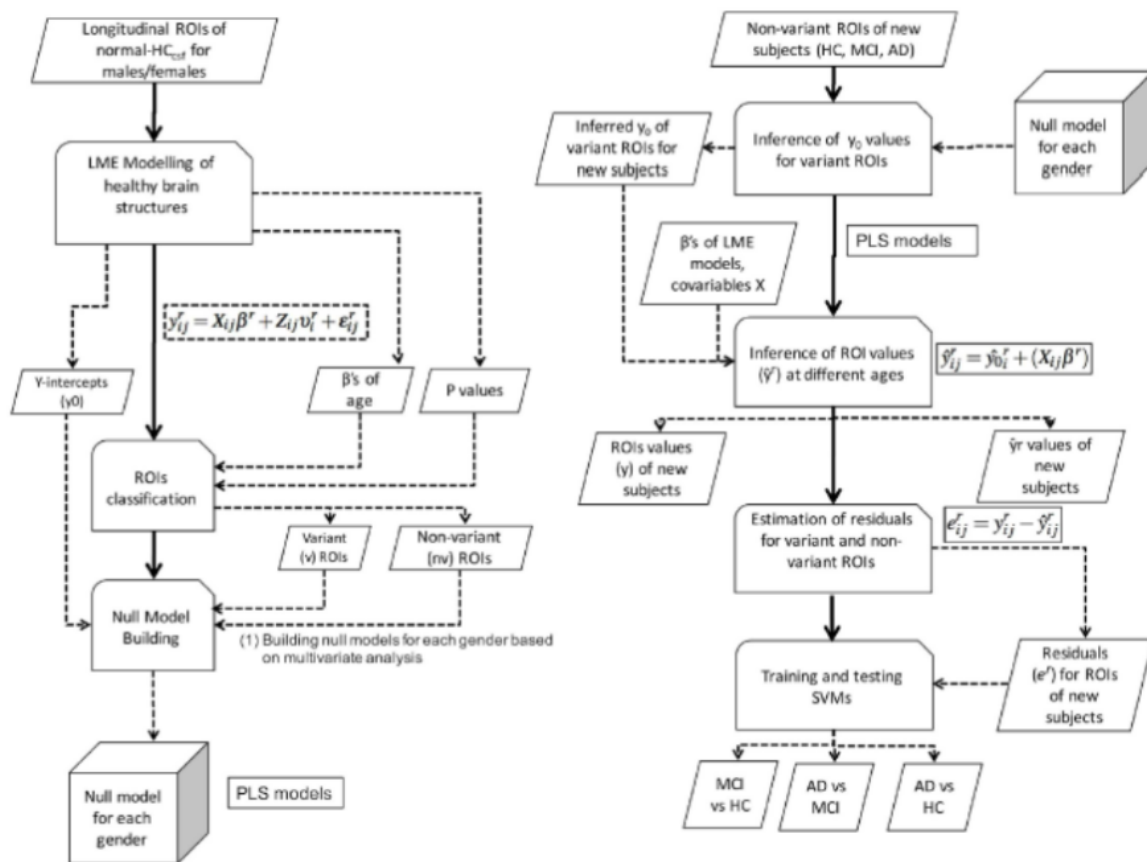 Longitudinal ROIs of
normal-HCcsf for
males/females
LME Modelling of
healthy brain
structures
y^r_ij = X_ij β^r + Z_ij υ^r_i + ε^r_ij
Y-intercepts
(y0)
β's of
age
P values
ROIs
classification
Variant
(v) ROIs
Non-variant
(nv) ROIs
Null Model
Building
(1) Building null models for each gender based
on multivariate analysis
Null model
for each
gender
PLS models
Non-variant ROIs of new
subjects (HC, MCI, AD)
Inferred y₀ of
variant ROIs for
new subjects
Inference of y₀ values
for variant ROIs
Null model
for each
gender
β's of LME
models,
covariables X
PLS models
Inference of ROI values
(ŷ^r) at different ages
ŷ^r_ij = ŷ^r_0i + (X_ij β^r)
ROIs values
(y) of new
subjects
ŷr values of
new
subjects
Estimation of residuals
for variant and non-
variant ROIs
e^r_ij = y^r_ij − ŷ^r_ij
Training and testing
SVMs
Residuals
(e^r) for ROIs
of new
subjects
MCI
vs HC
AD vs
MCI
AD vs
HC